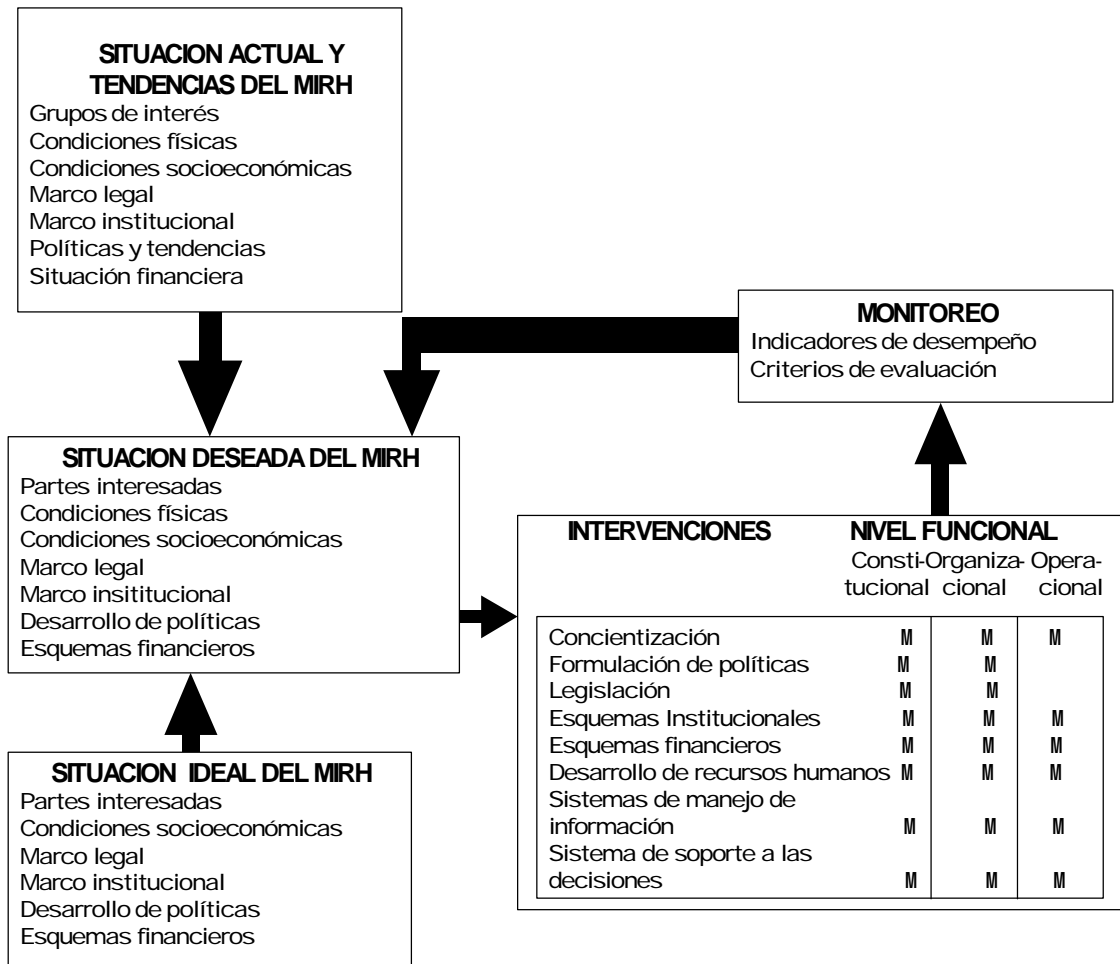 SITUACION ACTUAL Y
TENDENCIAS DEL MIRH
Grupos de interés
Condiciones físicas
Condiciones socioeconómicas
Marco legal
Marco institucional
Políticas y tendencias
Situación financiera
MONITOREO
Indicadores de desempeño
Criterios de evaluación
SITUACION DESEADA DEL MIRH
Partes interesadas
Condiciones físicas
Condiciones socioeconómicas
Marco legal
Marco insititucional
Desarrollo de políticas
Esquemas financieros
INTERVENCIONES NIVEL FUNCIONAL
Consti- Organiza- Opera-
tucional cional cional
Concientización M M M
Formulación de políticas M M
Legislación M M
Esquemas Institucionales M M M
Esquemas financieros M M M
Desarrollo de recursos humanos M M M
Sistemas de manejo de
información M M M
Sistema de soporte a las
decisiones M M M
SITUACION IDEAL DEL MIRH
Partes interesadas
Condiciones socioeconómicas
Marco legal
Marco institucional
Desarrollo de políticas
Esquemas financieros